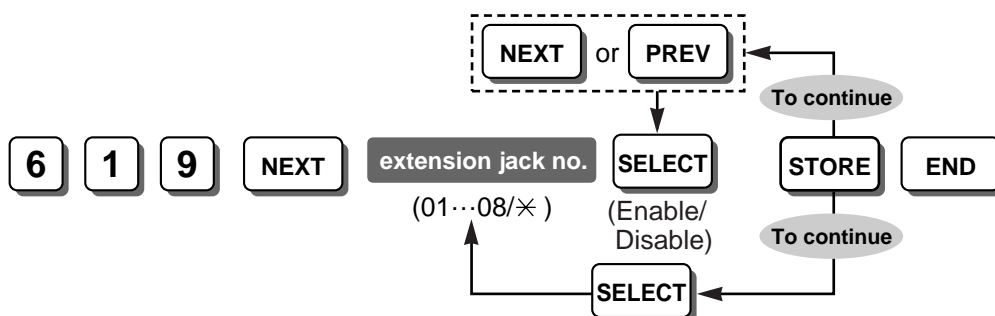 NEXT or PREV
To continue
6 1 9 NEXT extension jack no. SELECT STORE END
(01···08/✳)
(Enable/
Disable)
To continue
SELECT